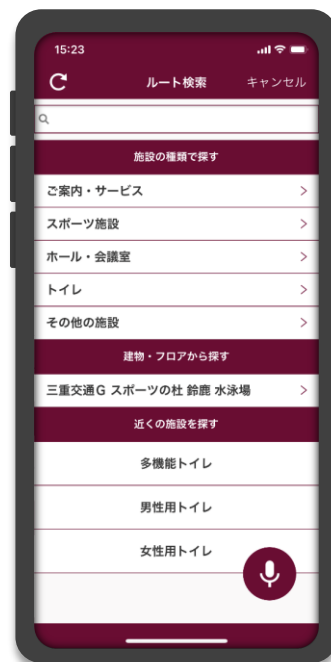 15:23
ルート検索
キャンセル
施設の種類で探す
ご案内・サービス
スポーツ施設
ホール・会議室
トイレ
その他の施設
建物・フロアから探す
三重交通G スポーツの杜 鈴鹿 水泳場
近くの施設を探す
多機能トイレ
男性用トイレ
女性用トイレ